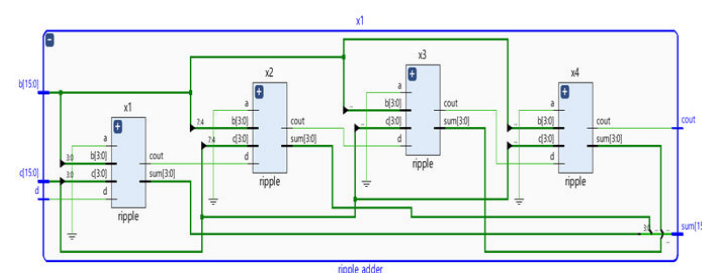 x1
b[15:0]
c[15:0]
d
x1
a
3:0
b[3:0]
3:0
c[3:0]
d
cout
sum[3:0]
ripple
x2
a
7:4
b[3:0]
7:4
c[3:0]
d
cout
sum[3:0]
ripple
x3
a
b[3:0]
c[3:0]
d
cout
sum[3:0]
ripple
x4
a
b[3:0]
c[3:0]
d
cout
sum[3:0]
ripple
cout
sum[15
ripple adder